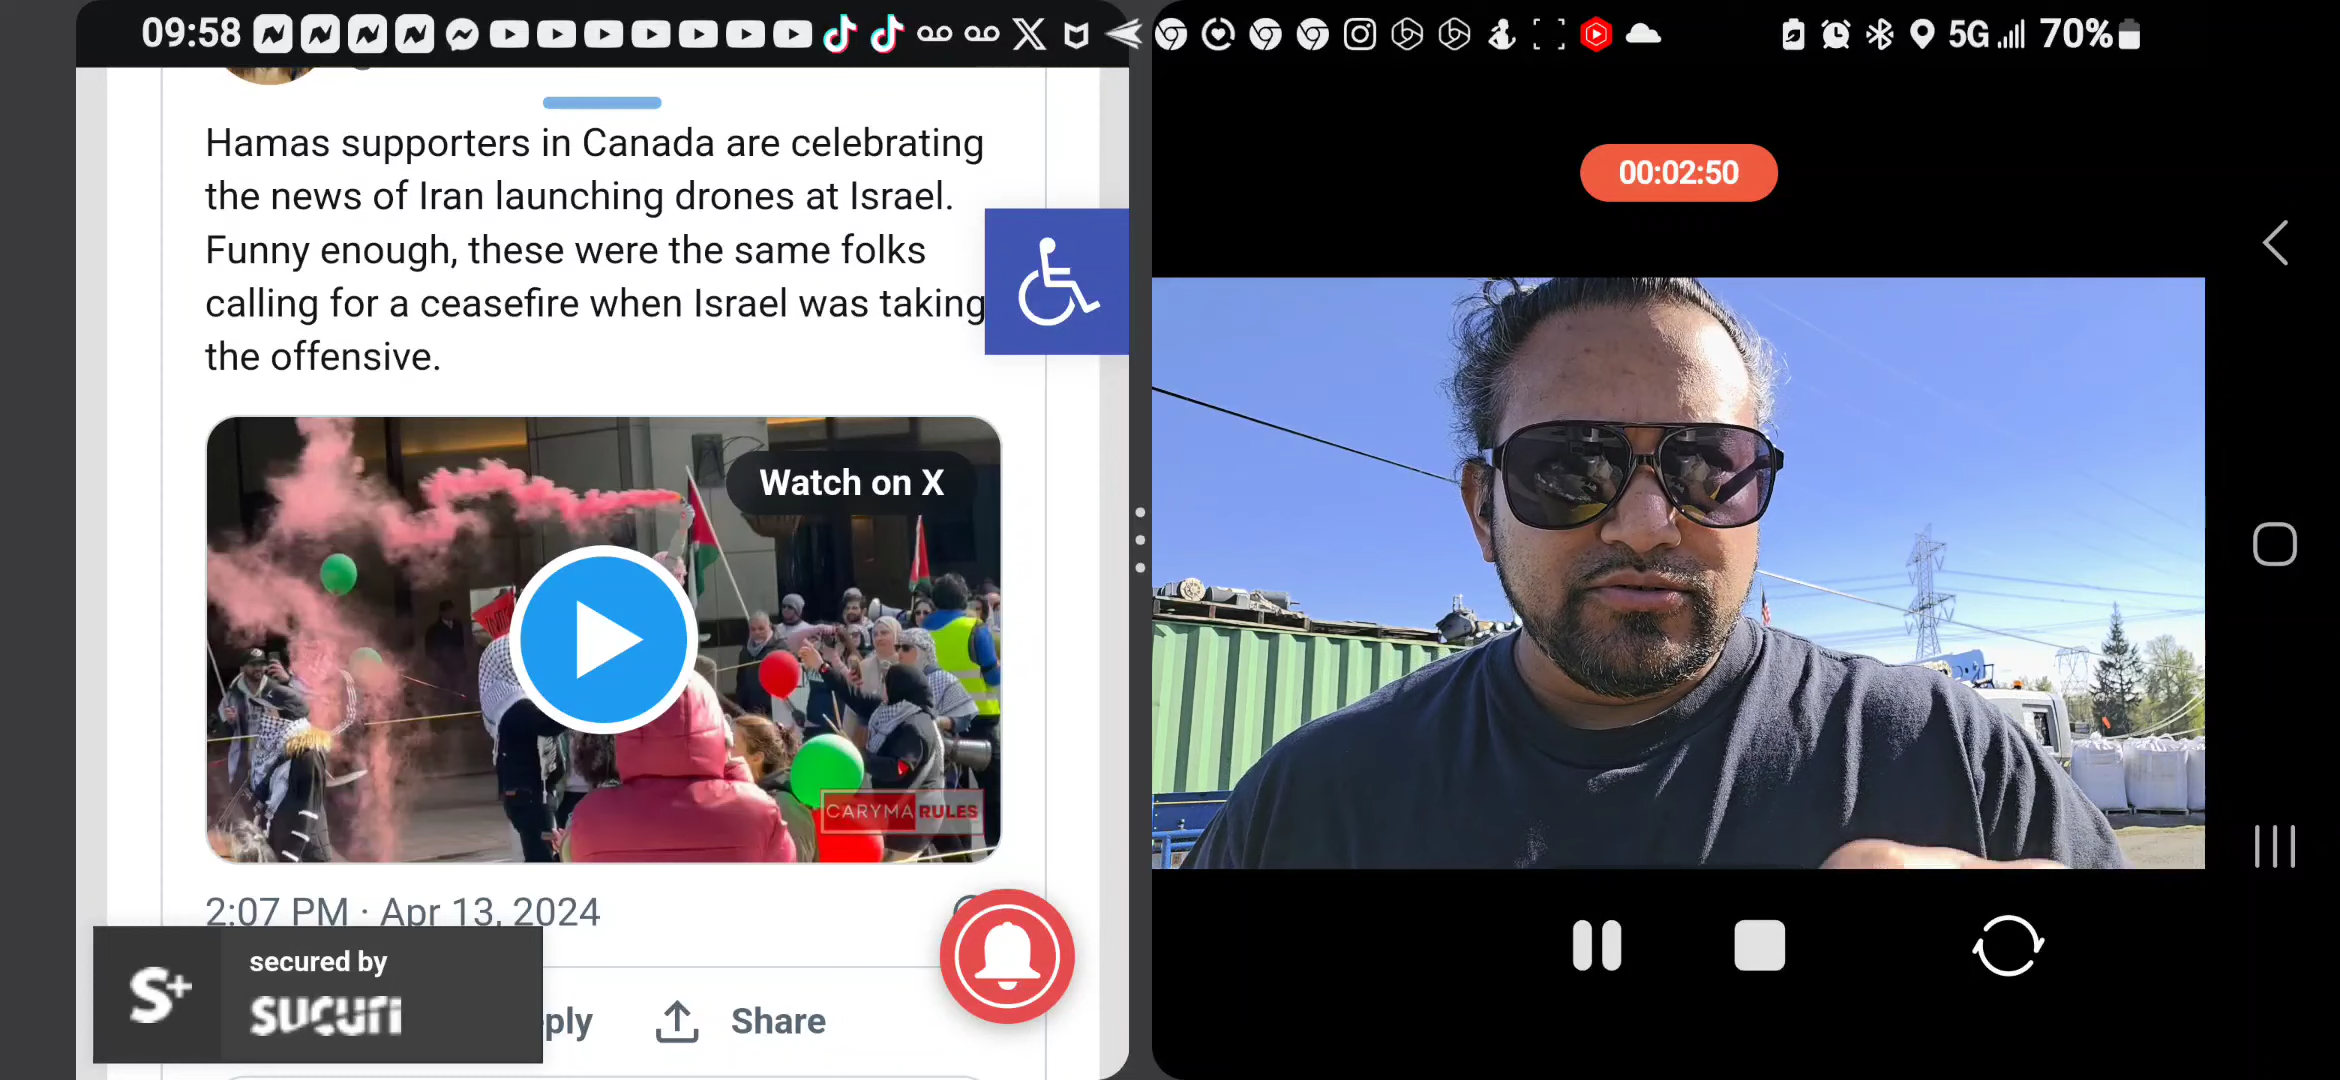 09:58
5G
70%
Hamas supporters in Canada are celebrating
the news of Iran launching drones at Israel.
Funny enough, these were the same folks
calling for a ceasefire when Israel was taking
the offensive.
Watch on X
CARYMARULES
2:07 PM · Apr 13, 2024
secured by
sucuri
S+
ply
Share
00:02:50